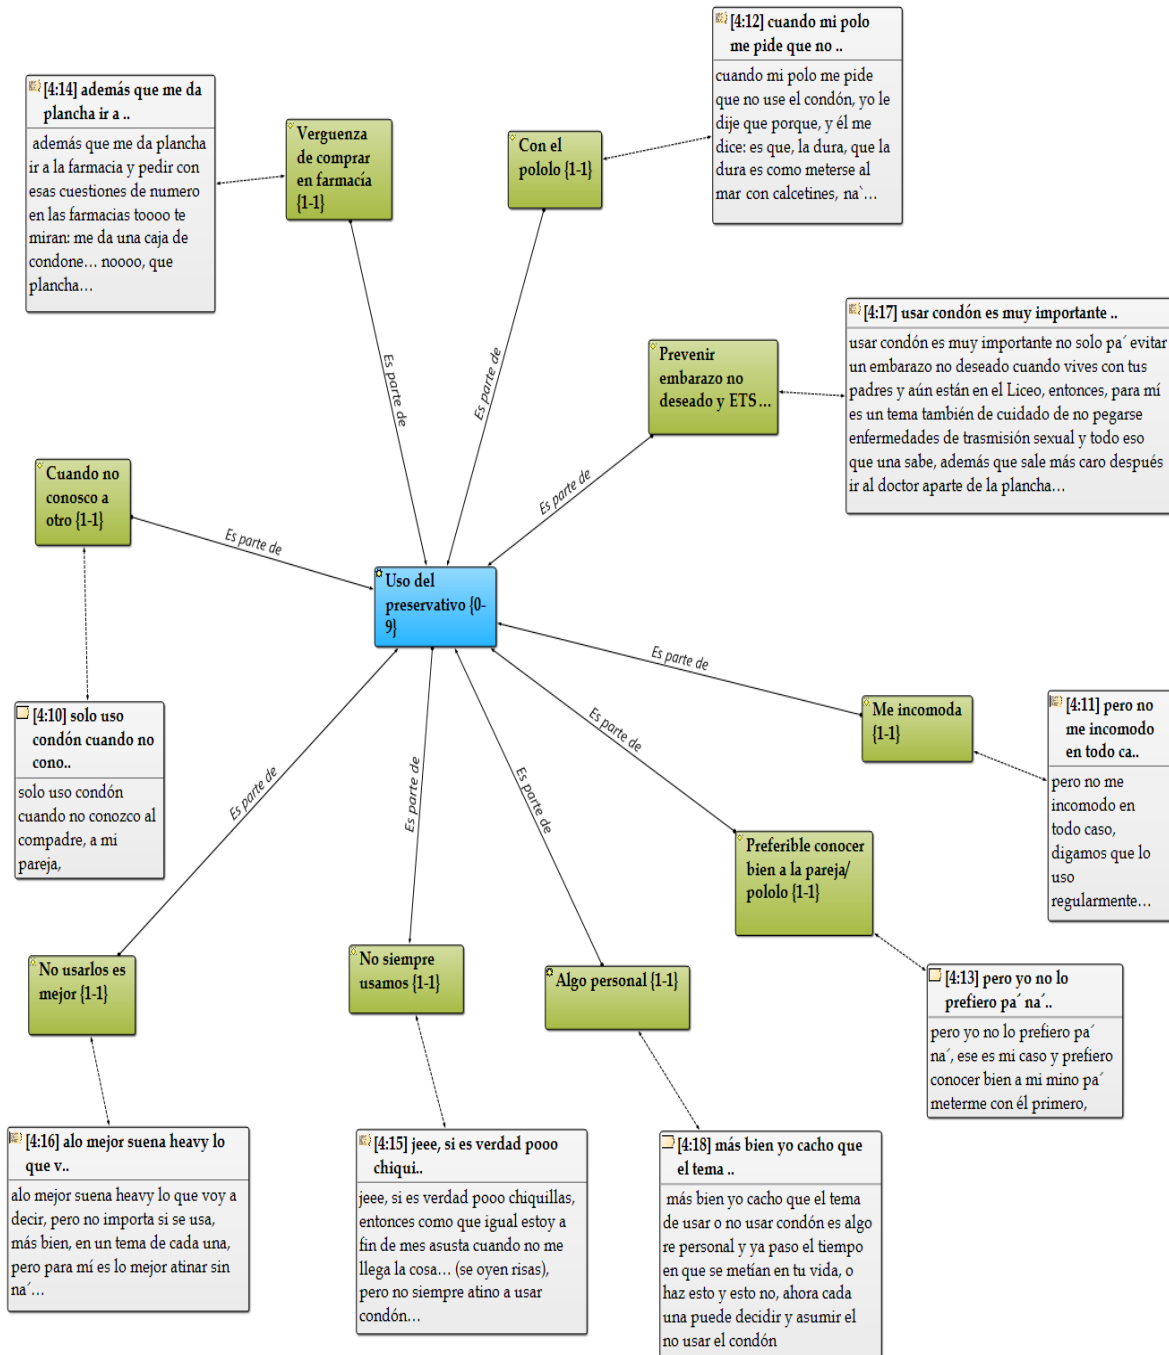 [4:12] cuando mi polo
me pide que no ..
cuando mi polo me pide
que no use el condón, yo le
dije que porque, y él me
dice: es que, la dura, que la
dura es como meterse al
mar con calcetines, na`…
[4:14] además que me da
plancha ir a ..
además que me da plancha
ir a la farmacia y pedir con
esas cuestiones de numero
en las farmacias toooo te
miran: me da una caja de
condone… noooo, que
plancha…
Verguenza
de comprar
en farmacía
{1-1}
Con el
pololo {1-1}
[4:17] usar condón es muy importante ..
usar condón es muy importante no solo pa´ evitar
un embarazo no deseado cuando vives con tus
padres y aún están en el Liceo, entonces, para mí
es un tema también de cuidado de no pegarse
enfermedades de trasmisión sexual y todo eso
que una sabe, además que sale más caro después
ir al doctor aparte de la plancha…
Prevenir
embarazo no
deseado y ETS ...
Es parte de
Es parte de
Es parte de
Cuando no
conosco a
otro {1-1}
Es parte de
Uso del
preservativo {0-
9}
Es parte de
Me incomoda
{1-1}
[4:11] pero no
me incomodo
en todo ca..
pero no me
incomodo en
todo caso,
digamos que lo
uso
regularmente…
[4:10] solo uso
condón cuando no
cono..
solo uso condón
cuando no conozco al
compadre, a mi
pareja,
Es parte de
Es parte de
Es parte de
Es parte de
Preferible conocer
bien a la pareja/
pololo {1-1}
No usarlos es
mejor {1-1}
No siempre
usamos {1-1}
Algo personal {1-1}
[4:13] pero yo no lo
prefiero pa´ na´..
pero yo no lo prefiero pa´
na´, ese es mi caso y prefiero
conocer bien a mi mino pa´
meterme con él primero,
[4:16] alo mejor suena heavy lo
que v..
alo mejor suena heavy lo que voy a
decir, pero no importa si se usa,
más bien, en un tema de cada una,
pero para mí es lo mejor atinar sin
na´…
[4:15] jeee, si es verdad pooo
chiqui..
jeee, si es verdad pooo chiquillas,
entonces como que igual estoy a
fin de mes asusta cuando no me
llega la cosa… (se oyen risas),
pero no siempre atino a usar
condón…
[4:18] más bien yo cacho que
el tema ..
más bien yo cacho que el tema
de usar o no usar condón es algo
re personal y ya paso el tiempo
en que se metían en tu vida, o
haz esto y esto no, ahora cada
una puede decidir y asumir el
no usar el condón